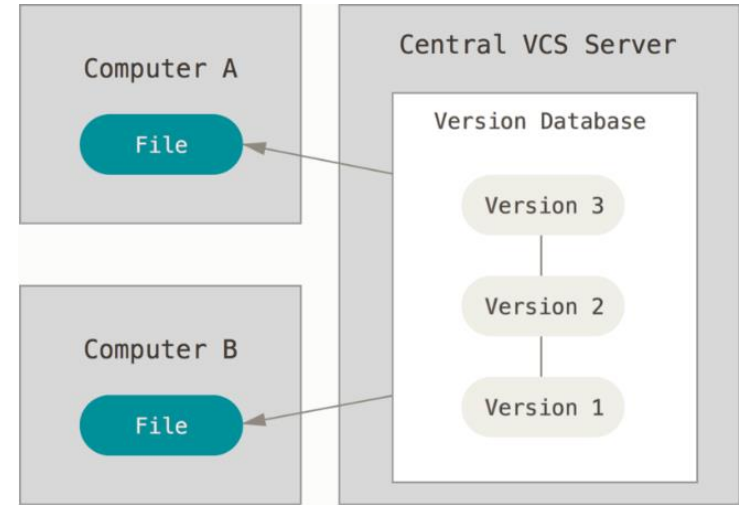 Computer A
File
Computer B
File
Central VCS Server
Version Database
Version 3
Version 2
Version 1